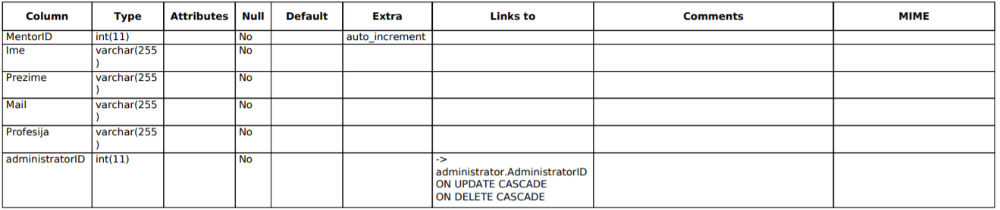 Column Type Attributes Null Default Extra Links to Comments MIME
MentorID int(11) No auto_increment
Ime varchar(255 No
)
Prezime varchar(255 No
)
Mail varchar(255 No
)
Profesija varchar(255 No
)
administratorID int(11) No ->
administrator.AdministratorID
ON UPDATE CASCADE
ON DELETE CASCADE